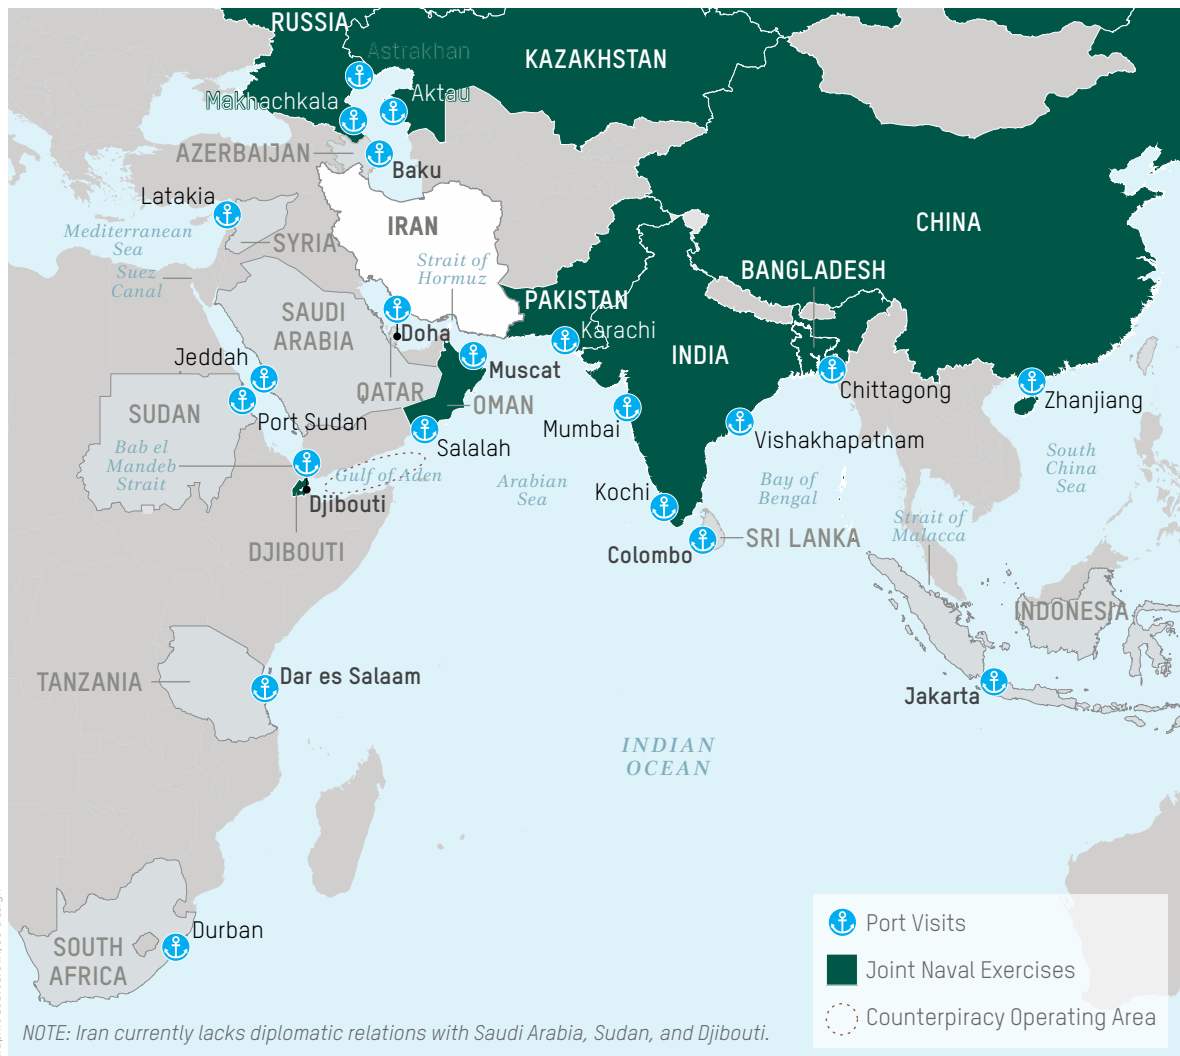 RUSSIA
Astrakhan
KAZAKHSTAN
Makhachkala
Aktau
AZERBAIJAN
Baku
Latakia
Mediterranean
Sea
SYRIA
IRAN
CHINA
Suez
Canal
Strait of
Hormuz
BANGLADESH
SAUDI
ARABIA
PAKISTAN
Karachi
Doha
INDIA
Jeddah
Muscat
QATAR
OMAN
Chittagong
Zhanjiang
SUDAN
Port Sudan
Mumbai
Vishakhapatnam
Salalah
Bab el
Mandeb
Strait
Gulf of Aden
Arabian
Sea
Bay of
Bengal
South
China
Sea
Kochi
Djibouti
Strait of
Malacca
DJIBOUTI
Colombo
SRI LANKA
INDONESIA
TANZANIA
Dar es Salaam
Jakarta
INDIAN
OCEAN
Durban
SOUTH
AFRICA
Port Visits
Joint Naval Exercises
Counterpiracy Operating Area
NOTE: Iran currently lacks diplomatic relations with Saudi Arabia, Sudan, and Djibouti.